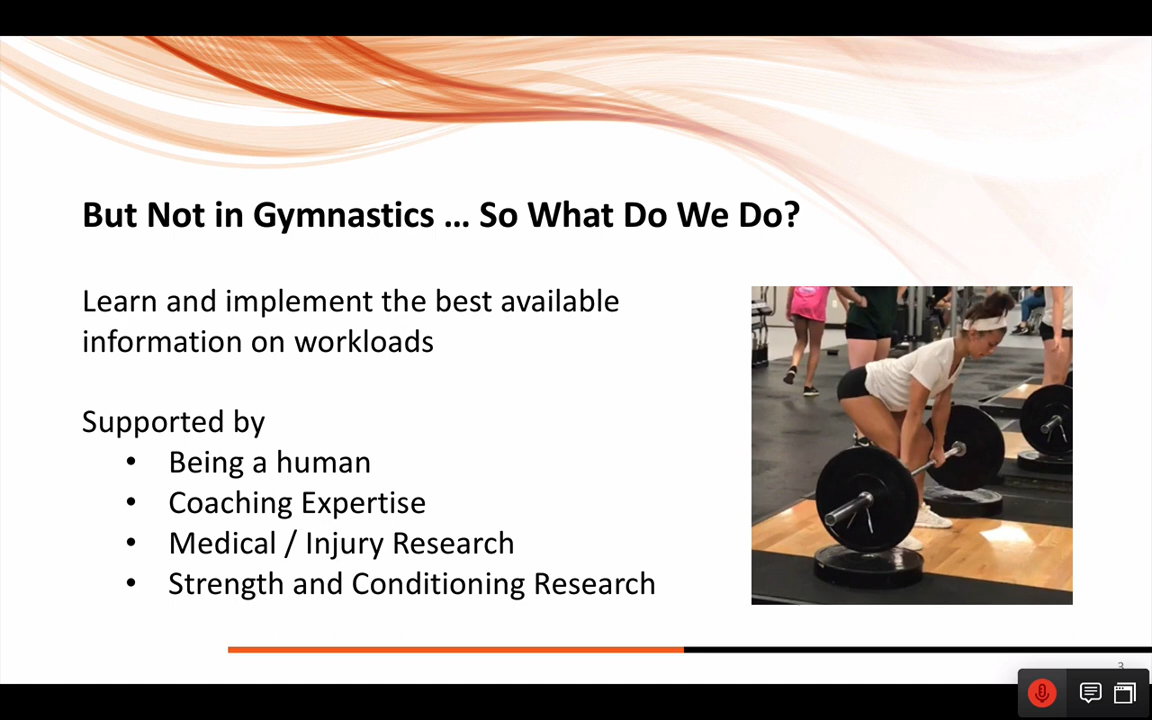 But Not in Gymnastics … So What Do We Do?
Learn and implement the best available
information on workloads
Supported by
• Being a human
• Coaching Expertise
• Medical / Injury Research
• Strength and Conditioning Research
3